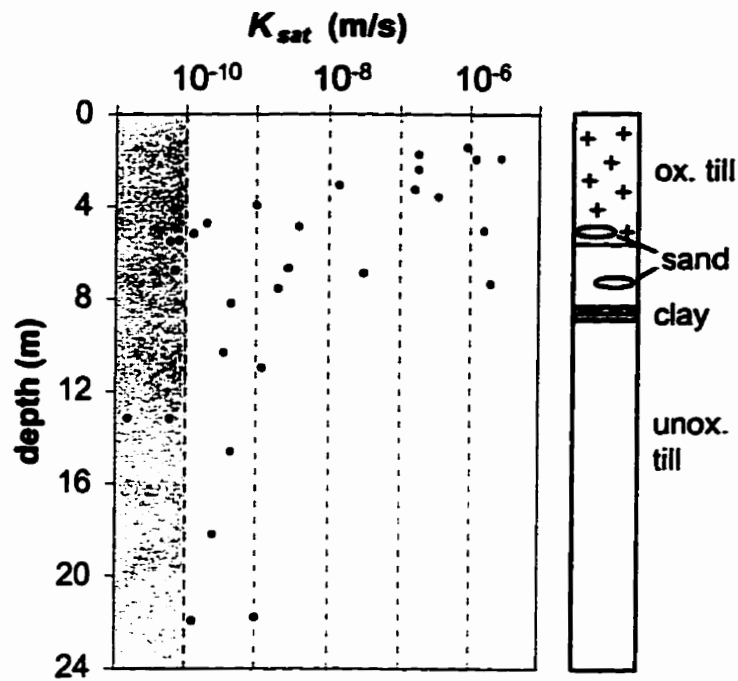 K_sat (m/s)
10^-10 10^-8 10^-6
0
4
8
12
16
20
24
depth (m)
ox. till
sand
clay
unox.
till